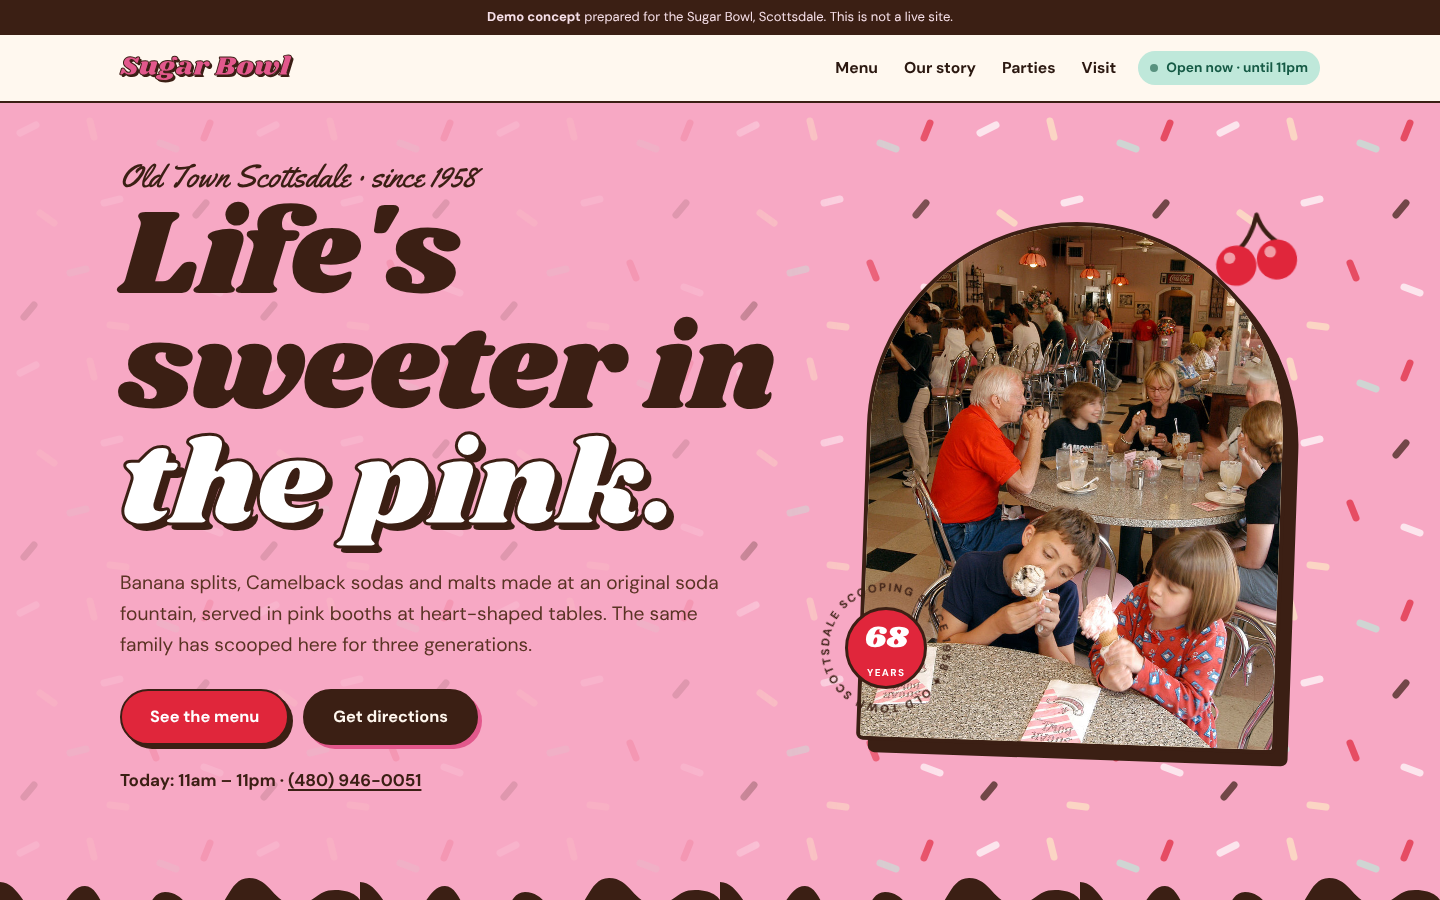 Demo concept prepared for the Sugar Bowl, Scottsdale. This is not a live site.
Sugar Bowl
Menu
Our story
Parties
Visit
Open now · until 11pm
Old Town Scottsdale · since 1958
Life's
sweeter in
the pink.
Banana splits, Camelback sodas and malts made at an original soda
fountain, served in pink booths at heart-shaped tables. The same
family has scooped here for three generations.
See the menu
Get directions
Today: 11am – 11pm · (480) 946-0051
68
YEARS
OLD TOWN SCOTTSDALE SCOOPING
1958